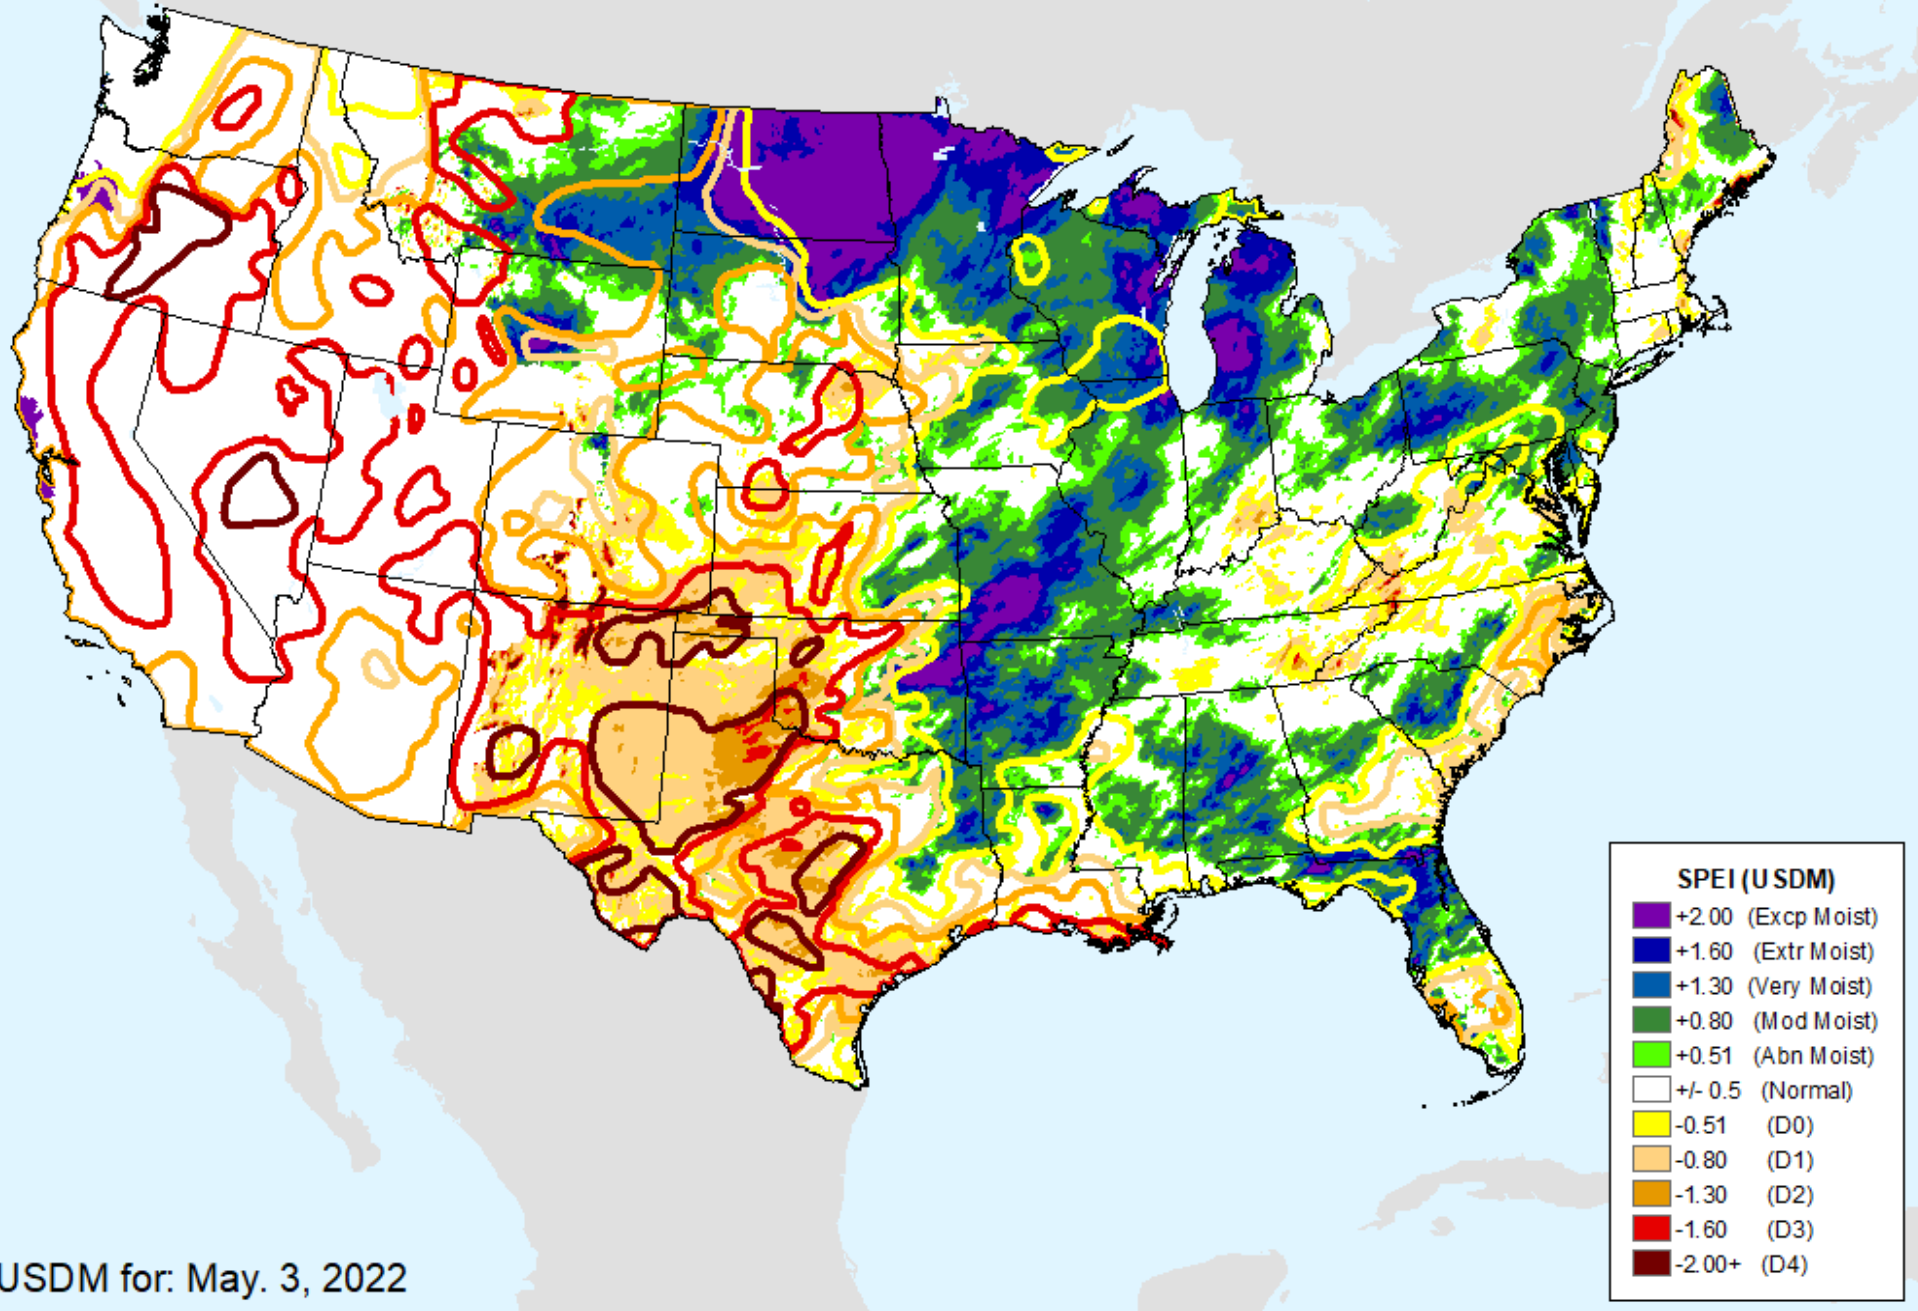 SPEI (USDM)
+2.00 (Excp Moist)
+1.60 (Extr Moist)
+1.30 (Very Moist)
+0.80 (Mod Moist)
+0.51 (Abn Moist)
+/- 0.5 (Normal)
-0.51 (D0)
-0.80 (D1)
-1.30 (D2)
-1.60 (D3)
-2.00+ (D4)
USDM for: May. 3, 2022